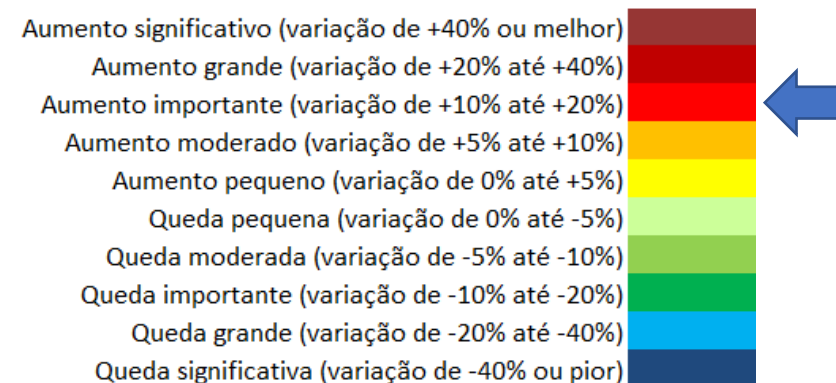 Aumento significativo (variação de +40% ou melhor)
Aumento grande (variação de +20% até +40%)
Aumento importante (variação de +10% até +20%)
Aumento moderado (variação de +5% até +10%)
Aumento pequeno (variação de 0% até +5%)
Queda pequena (variação de 0% até -5%)
Queda moderada (variação de -5% até -10%)
Queda importante (variação de -10% até -20%)
Queda grande (variação de -20% até -40%)
Queda significativa (variação de -40% ou pior)